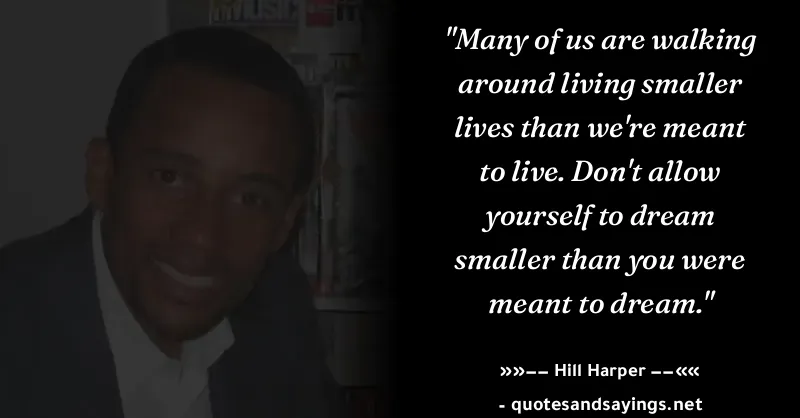 MUSIC
"Many of us are walking
around living smaller
lives than we're meant
to live. Don't allow
yourself to dream
smaller than you were
meant to dream."
»»–– Hill Harper ––««
- quotesandsayings.net